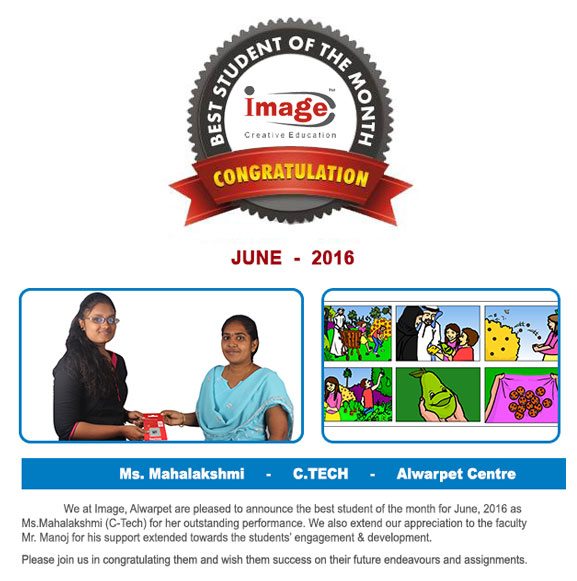 BEST STUDENT OF THE MONTH
ımage
Creative Education
CONGRATULATION
JUNE - 2016
Ms. Mahalakshmi - C.TECH - Alwarpet Centre
We at Image, Alwarpet are pleased to announce the best student of the month for June, 2016 as
Ms.Mahalakshmi (C-Tech) for her outstanding performance. We also extend our appreciation to the faculty
Mr. Manoj for his support extended towards the students' engagement & development.
Please join us in congratulating them and wish them success on their future endeavours and assignments.